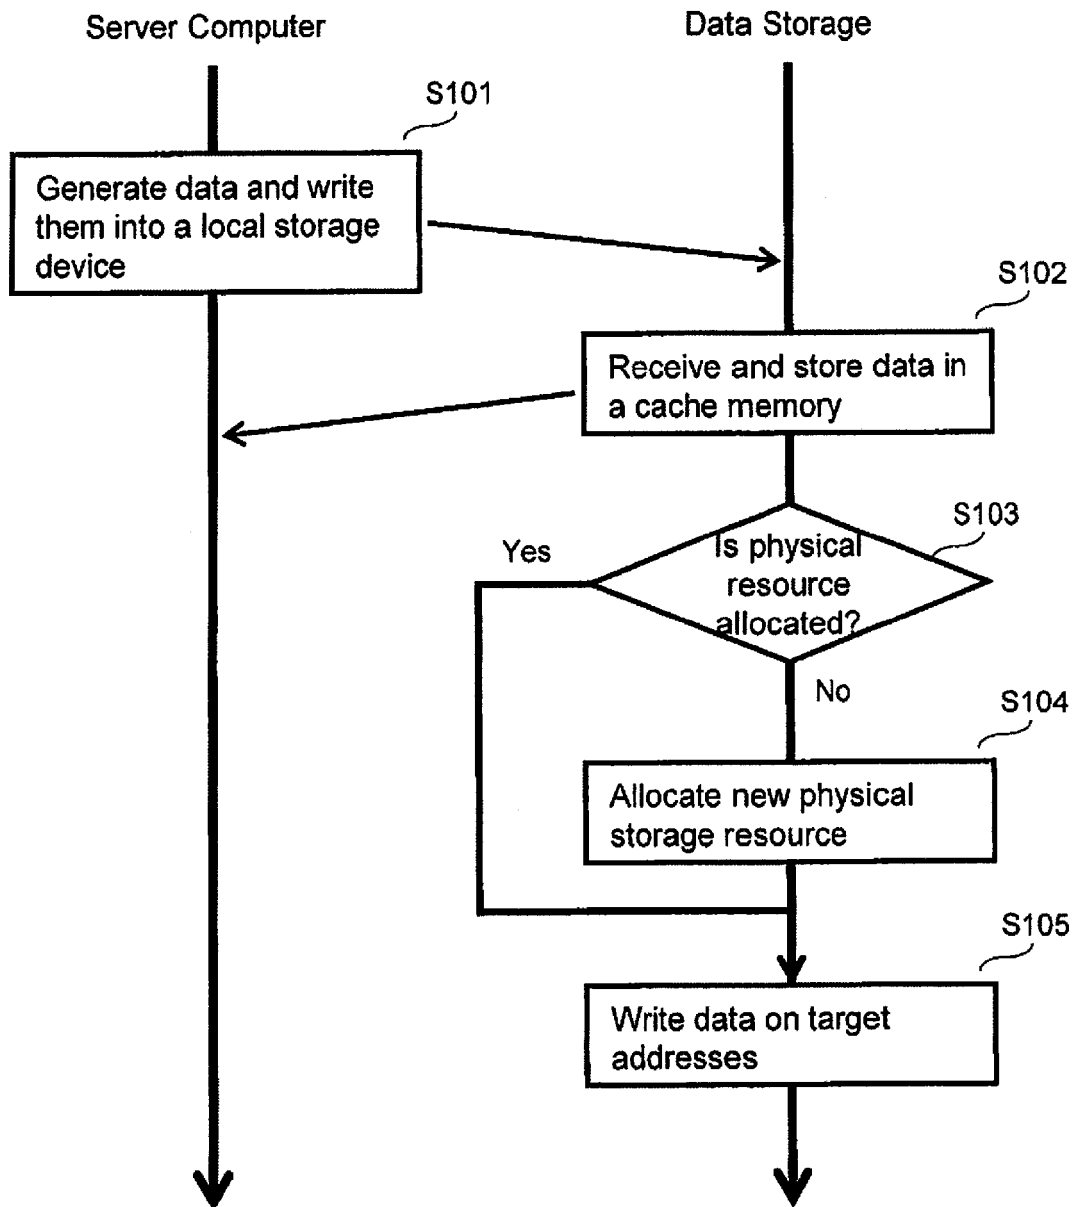 Server Computer
Data Storage
S101
Generate data and write
them into a local storage
device
S102
Receive and store data in
a cache memory
S103
Yes
Is physical
resource
allocated?
No
S104
Allocate new physical
storage resource
S105
Write data on target
addresses